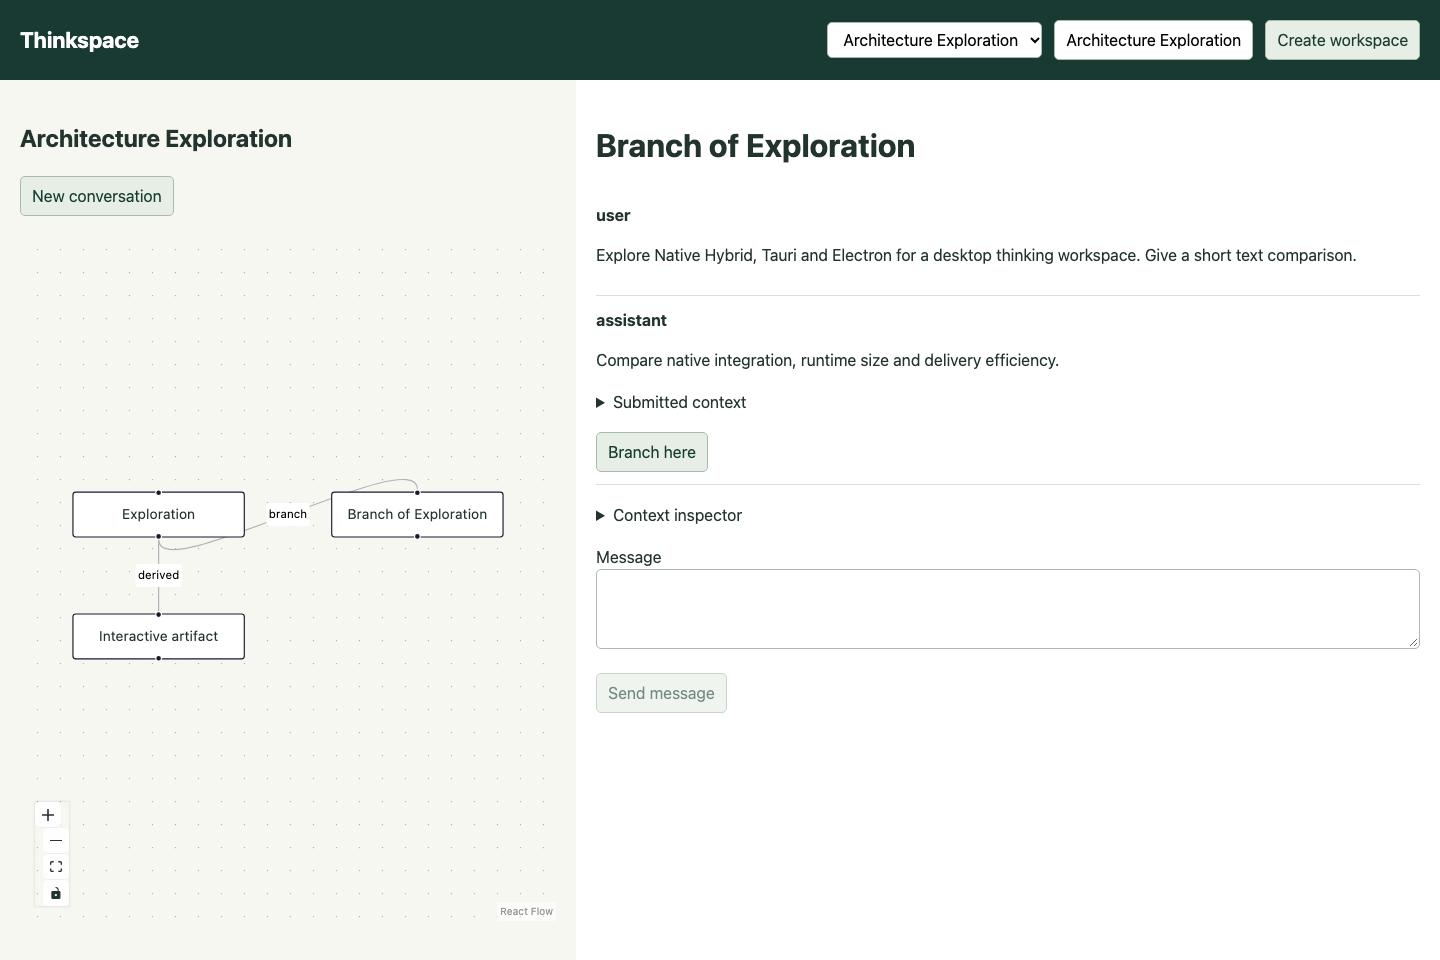 Thinkspace
Architecture Exploration
Architecture Exploration
Create workspace
Architecture Exploration
New conversation
Exploration
branch
Branch of Exploration
derived
Interactive artifact
React Flow
Branch of Exploration
user
Explore Native Hybrid, Tauri and Electron for a desktop thinking workspace. Give a short text comparison.
assistant
Compare native integration, runtime size and delivery efficiency.
Submitted context
Branch here
Context inspector
Message
Send message